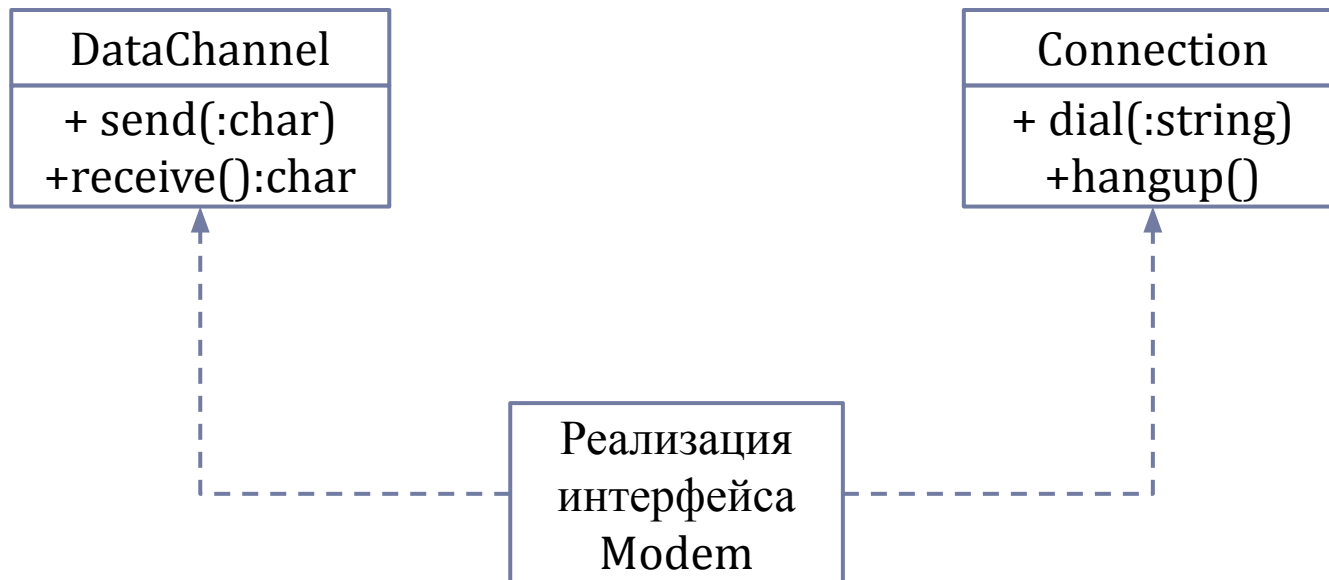 DataChannel
+ send(:char)
+receive():char
Connection
+ dial(:string)
+hangup()
Реализация
интерфейса
Modem